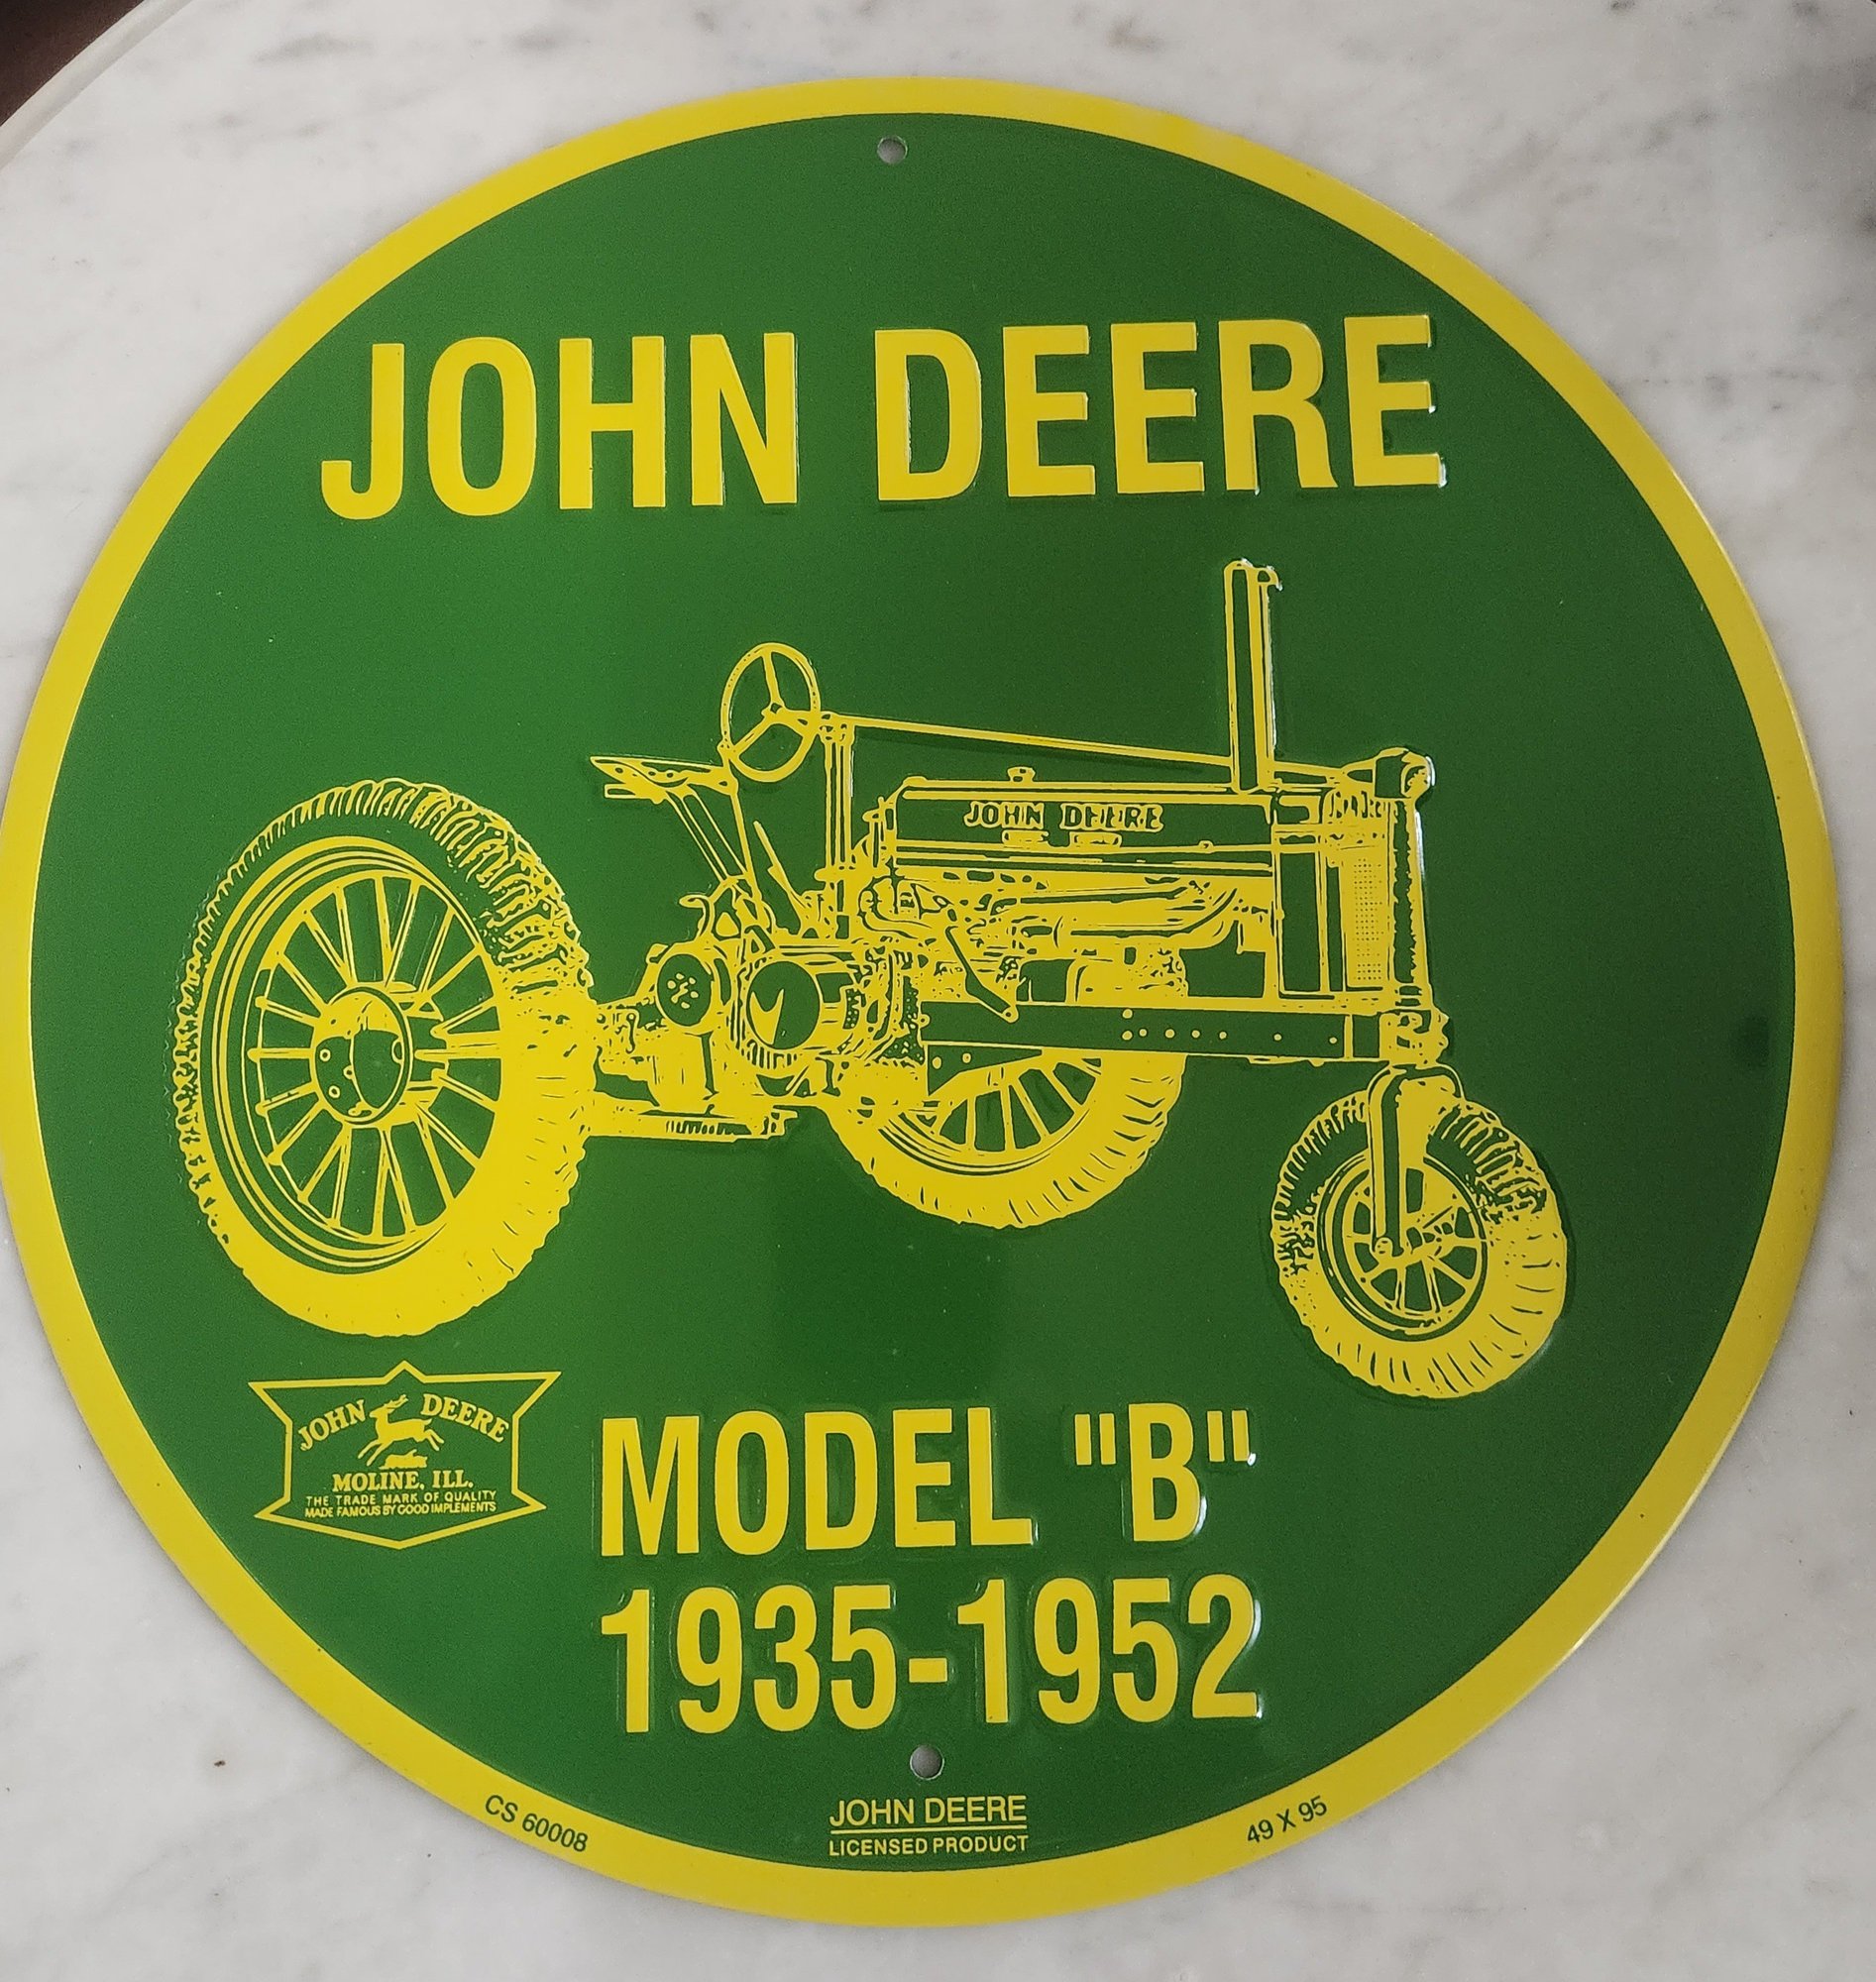 JOHN DEERE
JOHN DEERE
JOHN DEERE
MOLINE, ILL.
THE TRADE MARK OF QUALITY
MADE FAMOUS BY GOOD IMPLEMENTS
MODEL "B"
1935-1952
CS 60008
JOHN DEERE
LICENSED PRODUCT
49 X 95